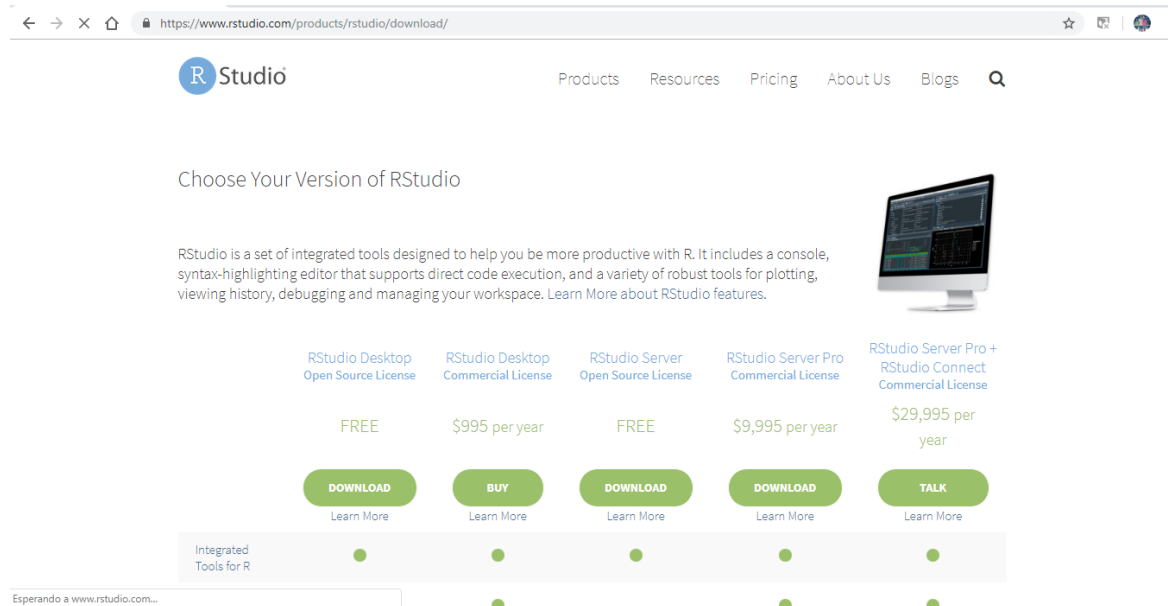 https://www.rstudio.com/products/rstudio/download/
R Studio
Products Resources Pricing About Us Blogs
Choose Your Version of RStudio
RStudio is a set of integrated tools designed to help you be more productive with R. It includes a console,
syntax-highlighting editor that supports direct code execution, and a variety of robust tools for plotting,
viewing history, debugging and managing your workspace. Learn More about RStudio features.
RStudio Desktop
Open Source License
FREE
DOWNLOAD
Learn More
RStudio Desktop
Commercial License
$995 per year
BUY
Learn More
RStudio Server
Open Source License
FREE
DOWNLOAD
Learn More
RStudio Server Pro
Commercial License
$9,995 per year
DOWNLOAD
Learn More
RStudio Server Pro +
RStudio Connect
Commercial License
$29,995 per
year
TALK
Learn More
Integrated
Tools for R
Esperando a www.rstudio.com...